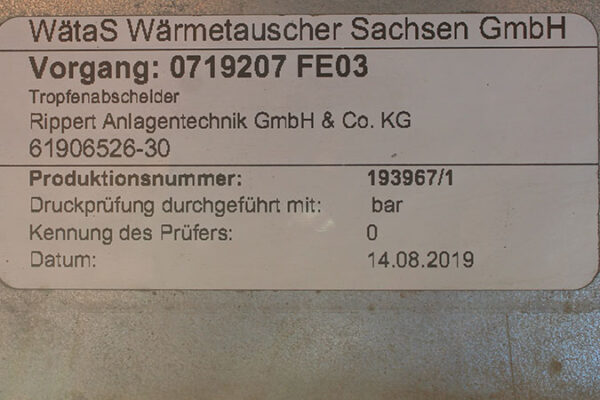 WätaS Wärmetauscher Sachsen GmbH
Vorgang: 0719207 FE03
Tropfenabscheider
Rippert Anlagentechnik GmbH & Co. KG
61906526-30
Produktionsnummer: 193967/1
Druckprüfung durchgeführt mit: bar
Kennung des Prüfers: 0
Datum: 14.08.2019